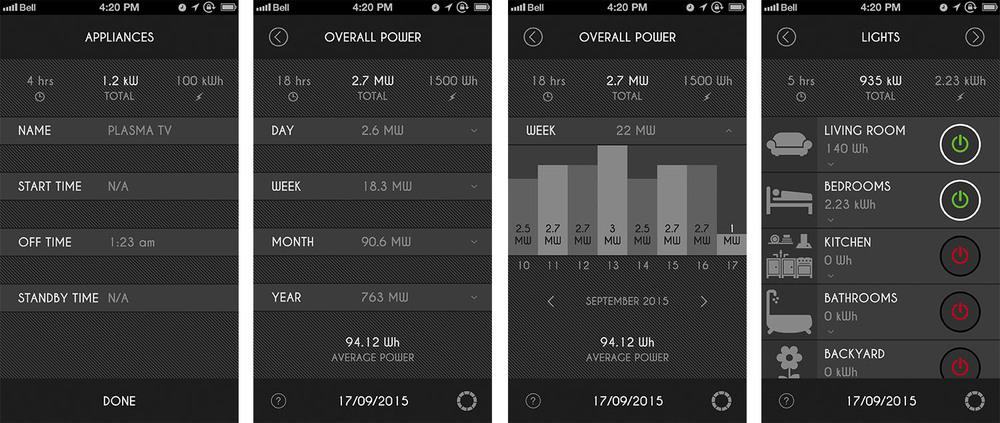 Bell 4:20 PM
APPLIANCES
4 hrs 1.2 kW 100 kWh
TOTAL
NAME PLASMA TV
START TIME N/A
OFF TIME 1:23 am
STANDBY TIME N/A
DONE
Bell 4:20 PM
OVERALL POWER
18 hrs 2.7 MW 1500 Wh
TOTAL
DAY 2.6 MW
WEEK 18.3 MW
MONTH 90.6 MW
YEAR 763 MW
94.12 Wh
AVERAGE POWER
? 17/09/2015
Bell 4:20 PM
OVERALL POWER
18 hrs 2.7 MW 1500 Wh
TOTAL
WEEK 22 MW
2.5 2.7 2.7 3 2.5 2.7 2.7 1
MW MW MW MW MW MW MW MW
10 11 12 13 14 15 16 17
SEPTEMBER 2015
94.12 Wh
AVERAGE POWER
? 17/09/2015
Bell 4:20 PM
LIGHTS
5 hrs 935 kW 2.23 kWh
TOTAL
LIVING ROOM
140 Wh
BEDROOMS
2.23 kWh
KITCHEN
0 Wh
BATHROOMS
0 kWh
BACKYARD
0 kWh
? 17/09/2015